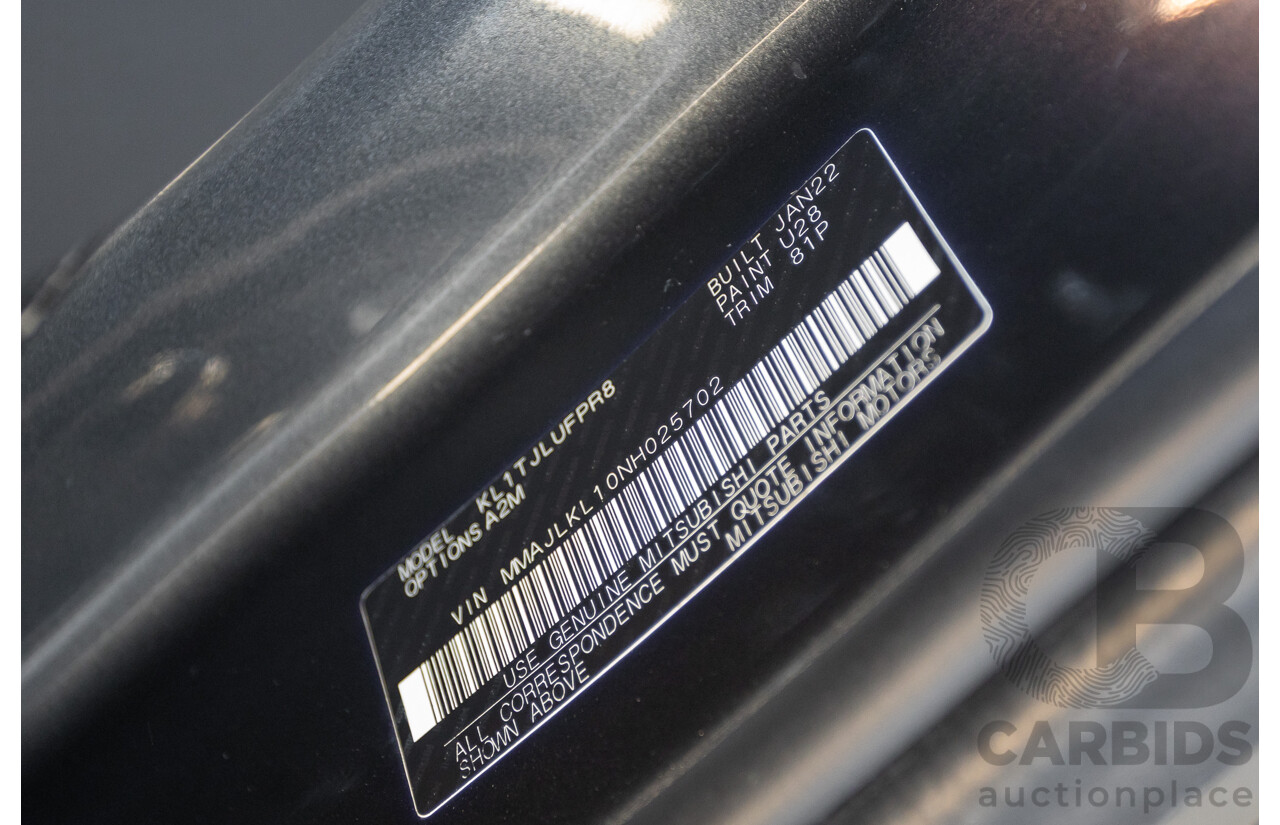 MODEL KL1TJLUFPR8
OPTIONS A2M
BUILT JAN22
PAINT U28
TRIM 81P
VIN MMAJLKL10NH025702
USE GENUINE MITSUBISHI PARTS
ALL CORRESPONDENCE MUST QUOTE INFORMATION
SHOWN ABOVE
MITSUBISHI MOTORS
CB
CARBIDS
auctionplace